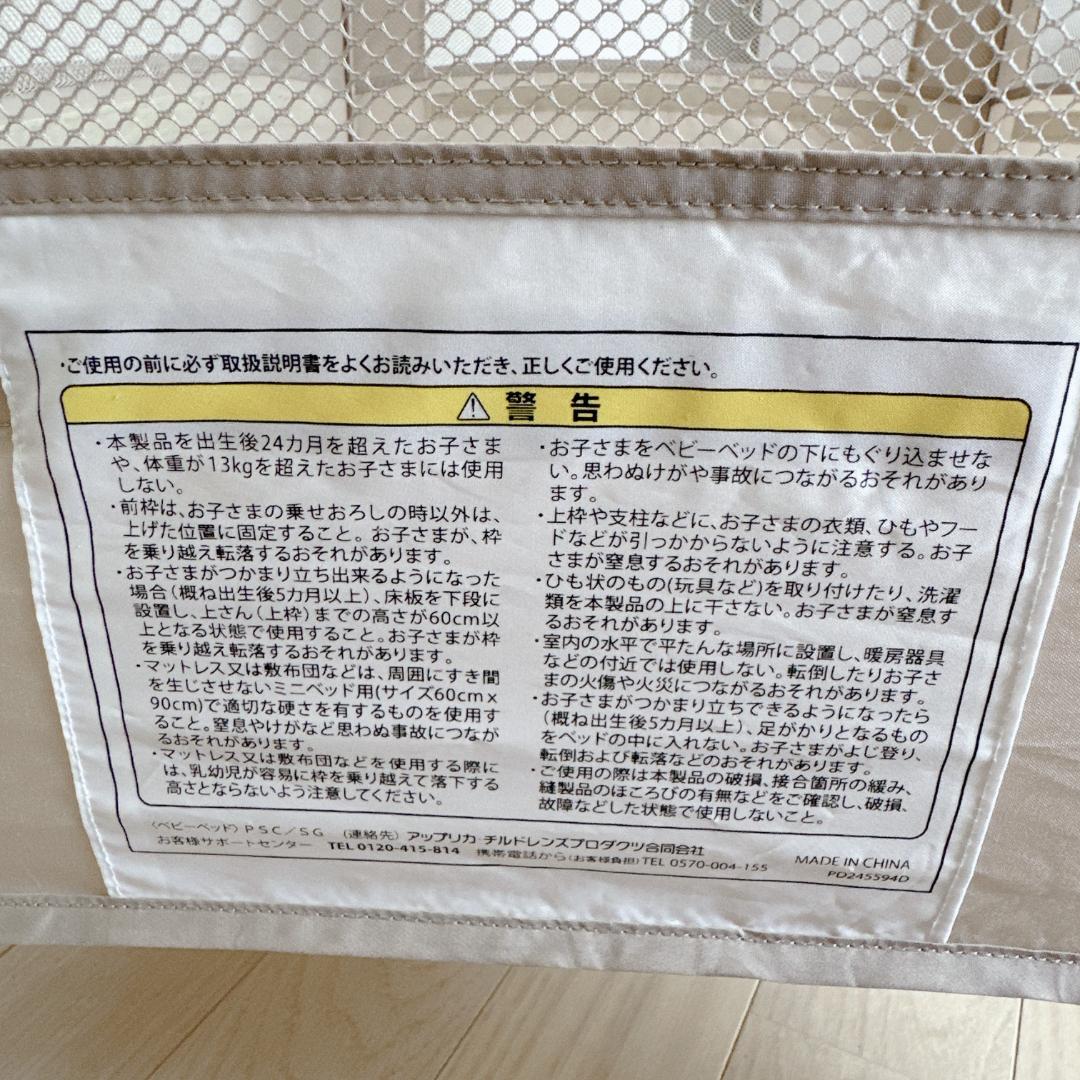 ・ご使用の前に必ず取扱説明書をよくお読みいただき、正しくご使用ください。
⚠ 警 告
・本製品を出生後24カ月を超えたお子さま
や、体重が13kgを超えたお子さまには使用
しない。
・前枠は、お子さまの乗せおろしの時以外は、
上げた位置に固定すること。お子さまが、枠
を乗り越え転落するおそれがあります。
・お子さまがつかまり立ち出来るようになった
場合(概ね出生後5カ月以上)、床板を下段に
設置し、上さん(上枠)までの高さが60cm以
上となる状態で使用すること。お子さまが枠
を乗り越え転落するおそれがあります。
・マットレス又は敷布団などは、周囲にすき間
を生じさせないミニベッド用(サイズ60cm×
90cm)で適切な硬さを有するものを使用す
ること。窒息やけがなど思わぬ事故につなが
るおそれがあります。
・マットレス又は敷布団などを使用する際に
は、乳幼児が容易に枠を乗り越えて落下する
高さとならないよう注意してください。
・お子さまをベビーベッドの下にもぐり込ませな
い。思わぬけがや事故につながるおそれがあり
ます。
・上枠や支柱などに、お子さまの衣類、ひもやフー
ドなどが引っかからないように注意する。お子
さまが窒息するおそれがあります。
・ひも状のもの(玩具など)を取り付けたり、洗濯
類を本製品の上に干さない。お子さまが窒息す
るおそれがあります。
・室内の水平で平たんな場所に設置し、暖房器具
などの付近では使用しない。転倒したりお子さ
まの火傷や火災につながるおそれがあります。
・お子さまがつかまり立ちできるようになったら
(概ね出生後5カ月以上)、足がかりとなるもの
をベッドの中に入れない。お子さまがよじ登り、
転倒および転落などのおそれがあります。
・ご使用の際は本製品の破損、接合箇所の緩み、
縫製品のほころびの有無などをご確認し、破損、
故障などした状態で使用しないこと。
〈ベビーベッド〉PSC/SG (連絡先) アップリカ・チルドレンズプロダクツ合同会社
お客様サポートセンター TEL 0120-415-814 携帯電話から(お客様負担)TEL 0570-004-155
MADE IN CHINA
PD245594D